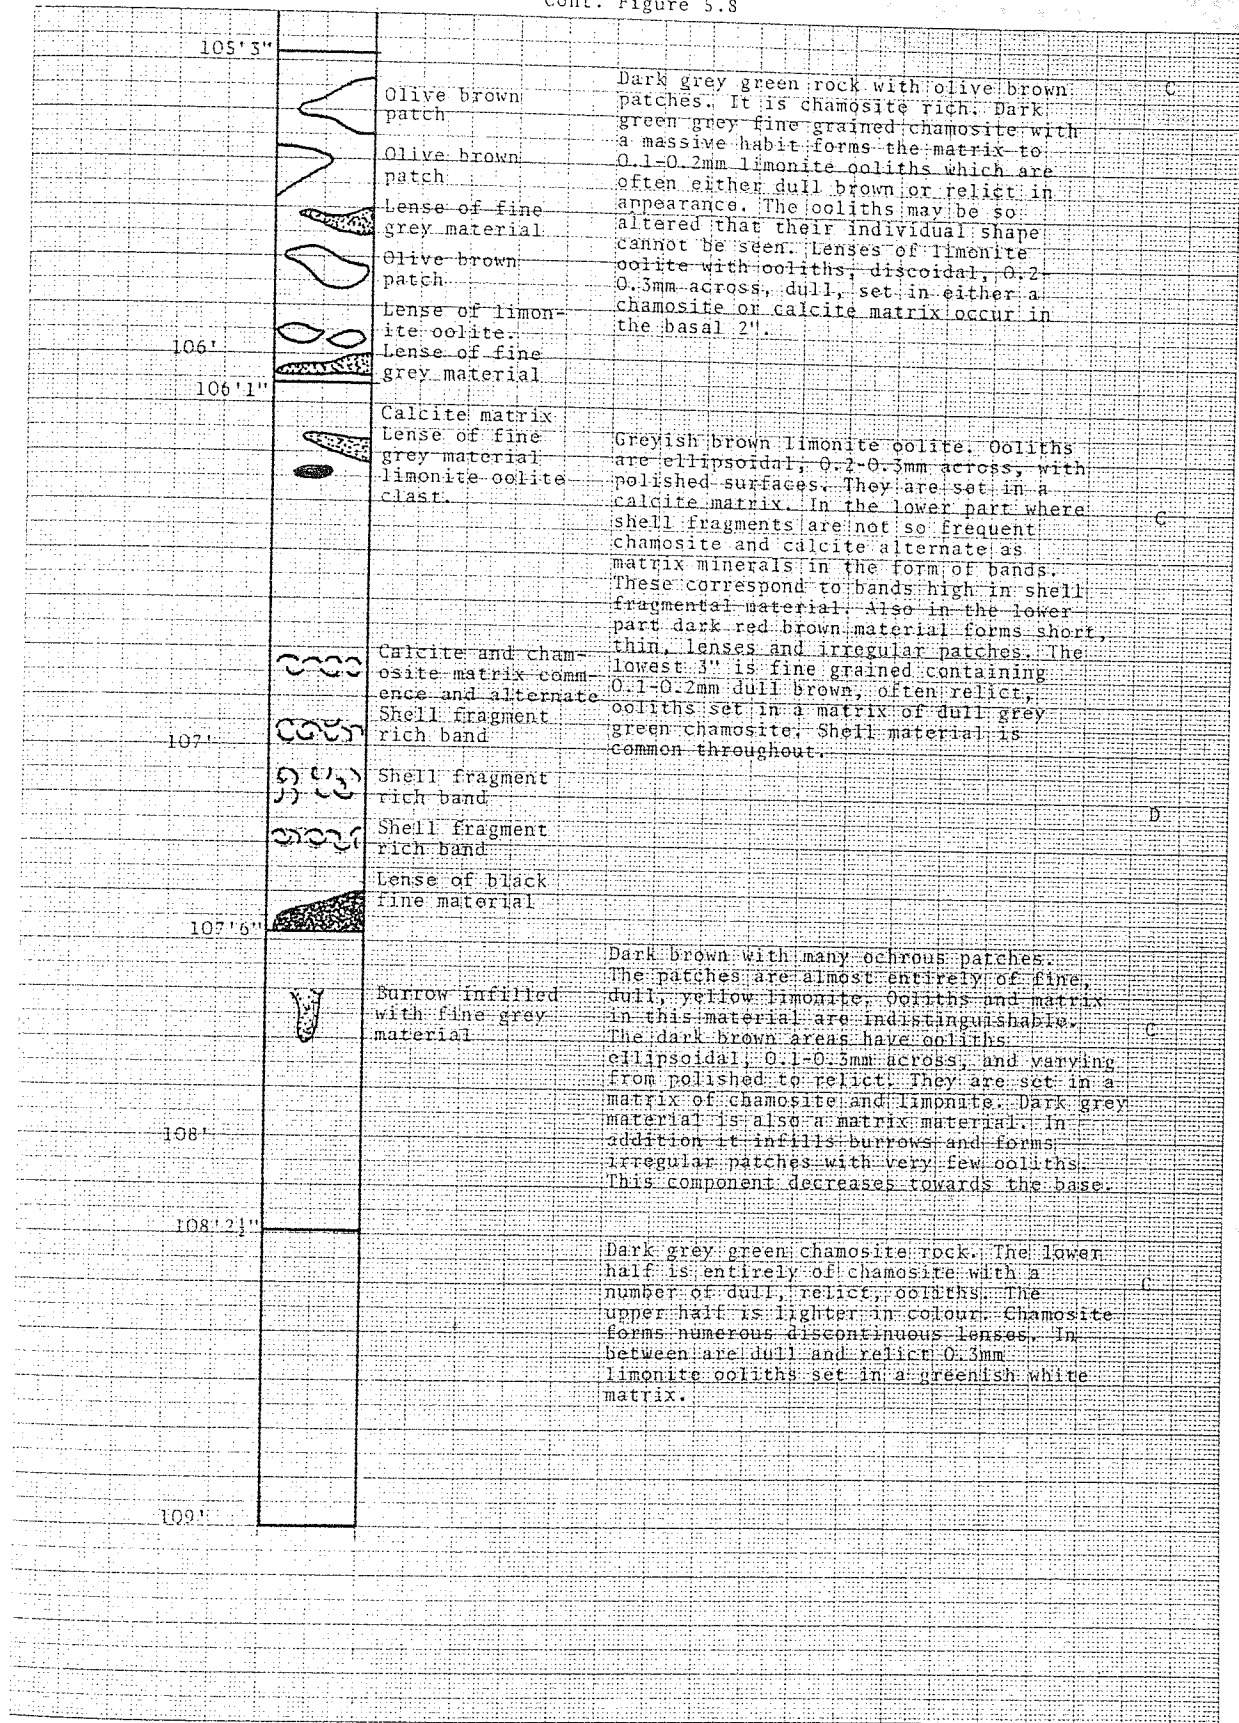 Cont. Figure 5.8
105'3"
Olive brown
patch
Olive brown
patch
Lense of fine
grey material
Olive brown
patch
Lense of limon-
ite oolite.
106'
Lense of fine
grey material
106'1"
Dark grey green rock with olive brown
patches. It is chamosite rich. Dark
green grey fine grained chamosite with
a massive habit forms the matrix to
0.1-0.2mm limonite ooliths which are
often either dull brown or relict in
appearance. The ooliths may be so
altered that their individual shape
cannot be seen. Lenses of limonite
oolite with ooliths, discoidal, 0.2-
0.3mm across, dull, set in either a
chamosite or calcite matrix occur in
the basal 2".
C
Calcite matrix
Lense of fine
grey material
limonite oolite
clast.
Calcite and cham-
osite matrix comm-
ence and alternate
Shell fragment
rich band
107'
Shell fragment
rich band
Shell fragment
rich band
Lense of black
fine material
107'6"
Greyish brown limonite oolite. Ooliths
are ellipsoidal, 0.2-0.3mm across, with
polished surfaces. They are set in a
calcite matrix. In the lower part where
shell fragments are not so frequent
chamosite and calcite alternate as
matrix minerals in the form of bands.
These correspond to bands high in shell
fragmental material. Also in the lower
part dark red brown material forms short,
thin, lenses and irregular patches. The
lowest 3" is fine grained containing
0.1-0.2mm dull brown, often relict,
ooliths set in a matrix of dull grey
green chamosite. Shell material is
common throughout.
C
D
Burrow infilled
with fine grey
material
108'
108'2½"
Dark brown with many ochrous patches.
The patches are almost entirely of fine,
dull, yellow limonite. Ooliths and matrix
in this material are indistinguishable.
The dark brown areas have ooliths
ellipsoidal, 0.1-0.3mm across, and varying
from polished to relict. They are set in a
matrix of chamosite and limonite. Dark grey
material is also a matrix material. In
addition it infills burrows and forms
irregular patches with very few ooliths.
This component decreases towards the base.
C
Dark grey green chamosite rock. The lower
half is entirely of chamosite with a
number of dull, relict, ooliths. The
upper half is lighter in colour. Chamosite
forms numerous discontinuous lenses. In
between are dull and relict 0.3mm
limonite ooliths set in a greenish white
matrix.
C
109'